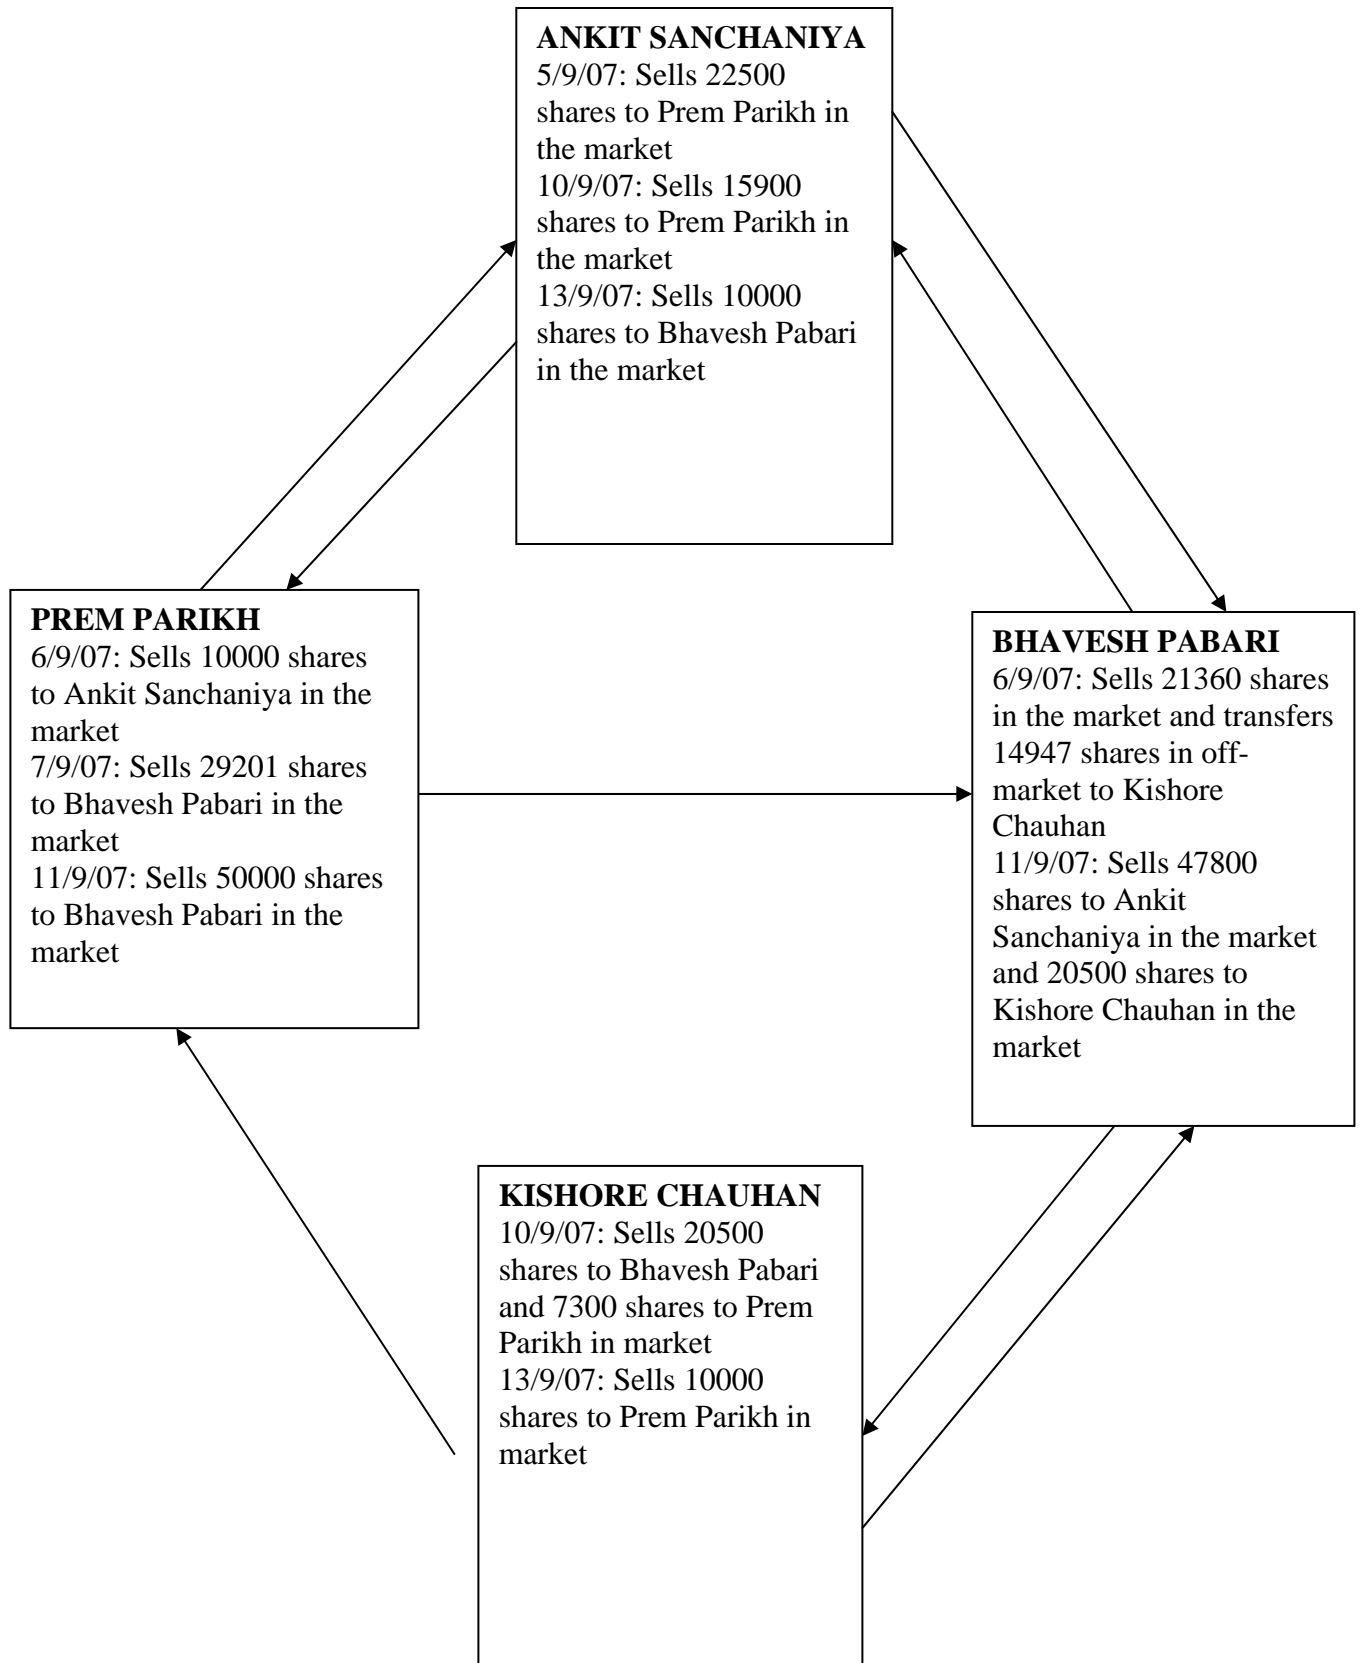 ANKIT SANCHANIYA
5/9/07: Sells 22500
shares to Prem Parikh in
the market
10/9/07: Sells 15900
shares to Prem Parikh in
the market
13/9/07: Sells 10000
shares to Bhavesh Pabari
in the market
PREM PARIKH
6/9/07: Sells 10000 shares
to Ankit Sanchaniya in the
market
7/9/07: Sells 29201 shares
to Bhavesh Pabari in the
market
11/9/07: Sells 50000 shares
to Bhavesh Pabari in the
market
BHAVESH PABARI
6/9/07: Sells 21360 shares
in the market and transfers
14947 shares in off-
market to Kishore
Chauhan
11/9/07: Sells 47800
shares to Ankit
Sanchaniya in the market
and 20500 shares to
Kishore Chauhan in the
market
KISHORE CHAUHAN
10/9/07: Sells 20500
shares to Bhavesh Pabari
and 7300 shares to Prem
Parikh in market
13/9/07: Sells 10000
shares to Prem Parikh in
market